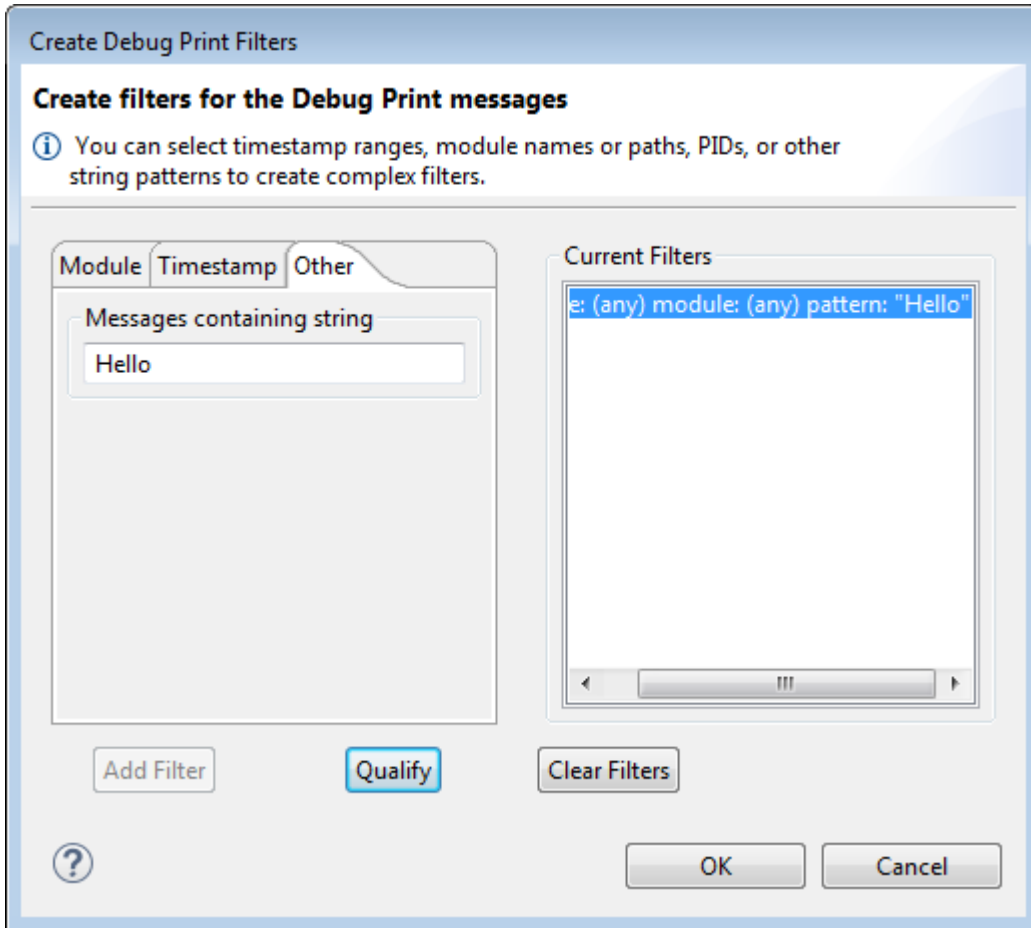 Create Debug Print Filters
Create filters for the Debug Print messages
You can select timestamp ranges, module names or paths, PIDs, or other
string patterns to create complex filters.
Module Timestamp Other
Messages containing string
Hello
Current Filters
e: (any) module: (any) pattern: "Hello"
Add Filter Qualify Clear Filters
OK Cancel